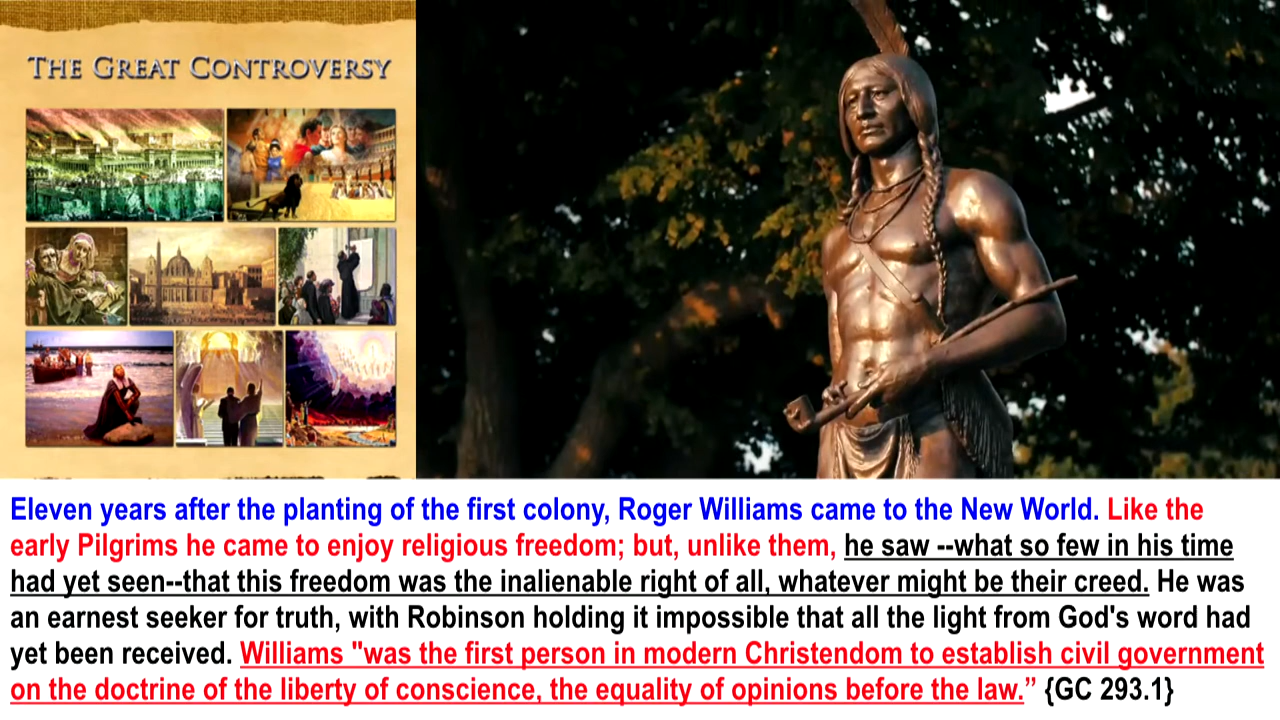 THE GREAT CONTROVERSY
Eleven years after the planting of the first colony, Roger Williams came to the New World. Like the
early Pilgrims he came to enjoy religious freedom; but, unlike them, he saw --what so few in his time
had yet seen--that this freedom was the inalienable right of all, whatever might be their creed. He was
an earnest seeker for truth, with Robinson holding it impossible that all the light from God's word had
yet been received. Williams "was the first person in modern Christendom to establish civil government
on the doctrine of the liberty of conscience, the equality of opinions before the law.” {GC 293.1}